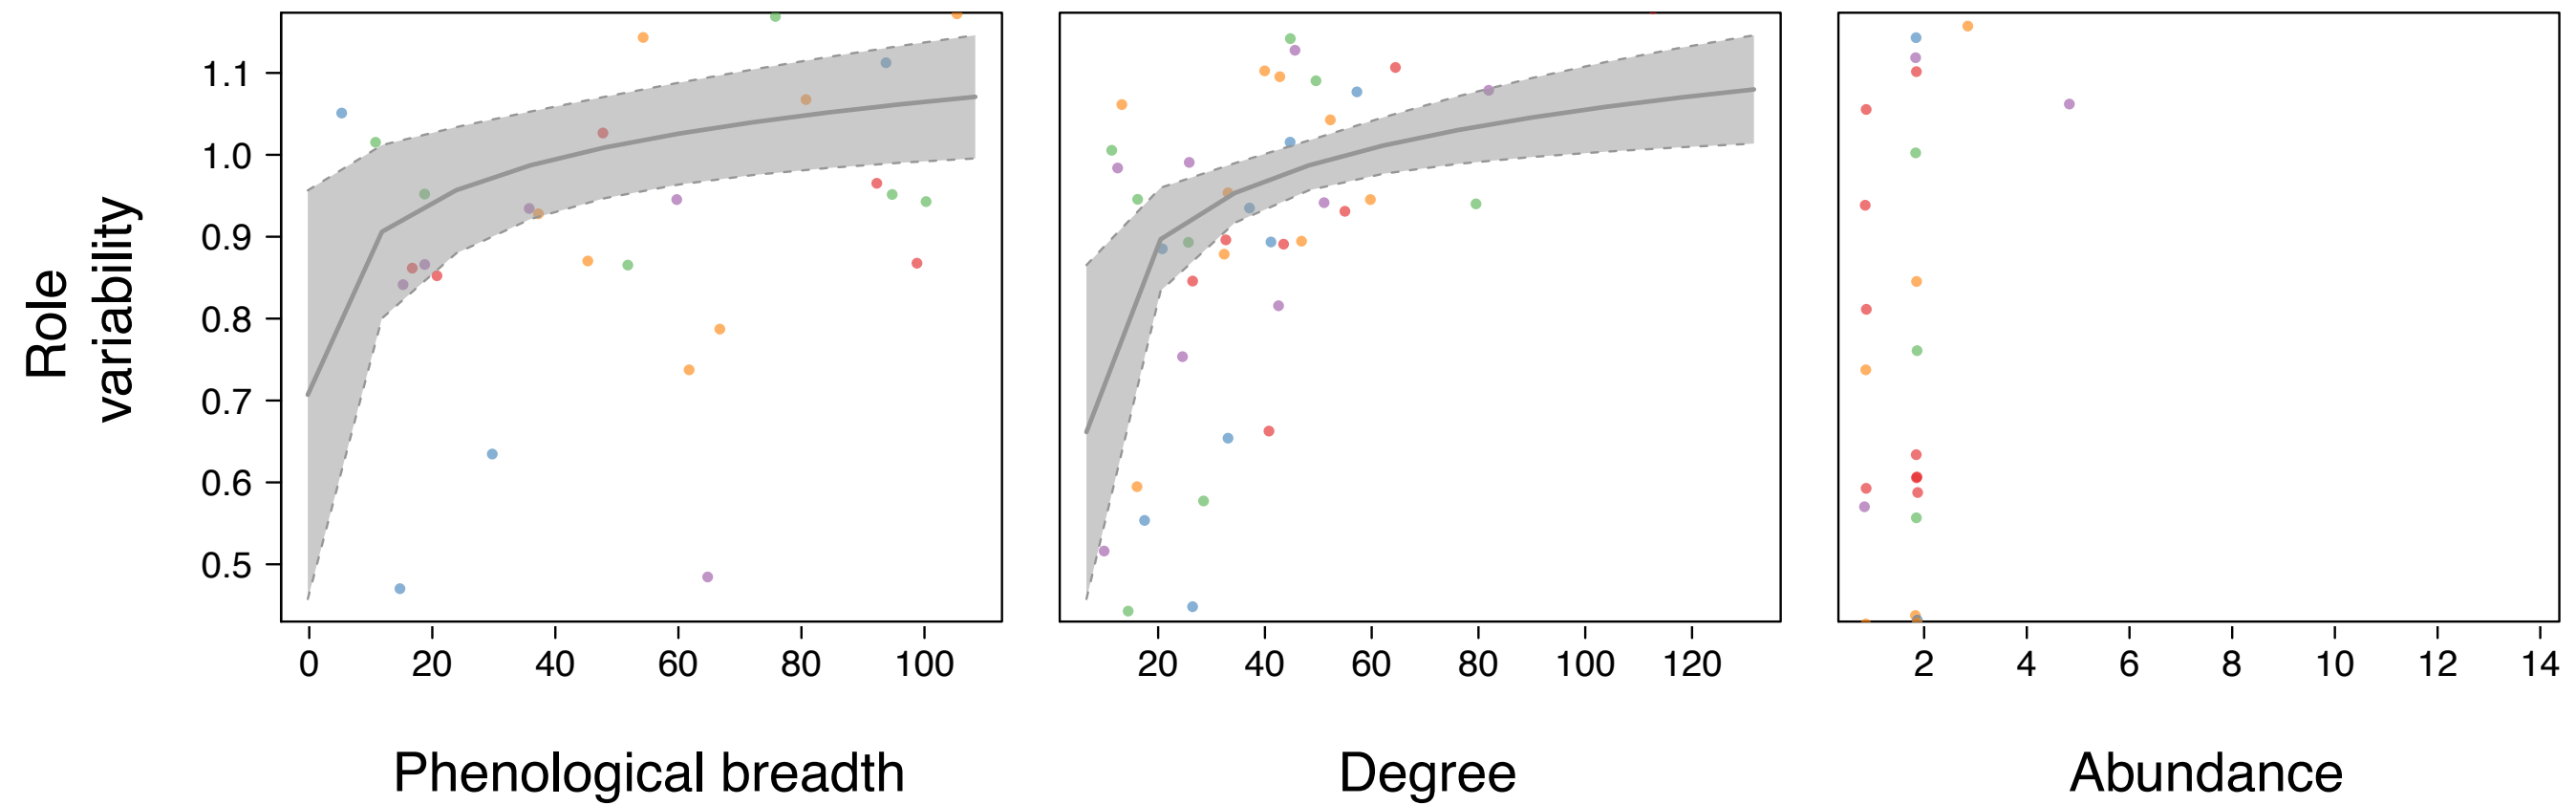 Role
variability
1.1
1.0
0.9
0.8
0.7
0.6
0.5
0 20 40 60 80 100
20 40 60 80 100 120
2 4 6 8 10 12 14
Phenological breadth
Degree
Abundance